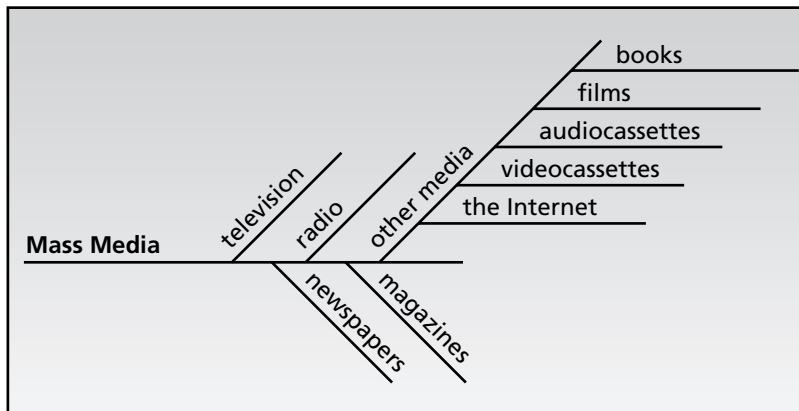 Mass Media
television
newspapers
radio
magazines
other media
books
films
audiocassettes
videocassettes
the Internet